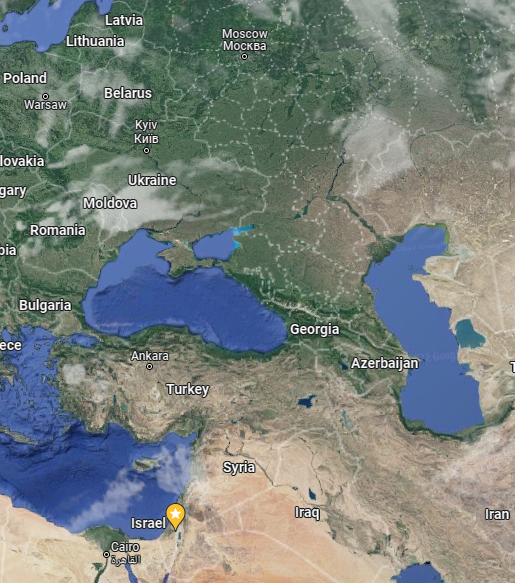 Latvia
Lithuania
Moscow
Москва
Poland
Warsaw
Belarus
Kyiv
Київ
lovakia
gary
Ukraine
Moldova
Romania
bia
Bulgaria
ece
Georgia
Ankara
Azerbaijan
T
Turkey
Syria
Israel
Iraq
Iran
Cairo
القاهرة